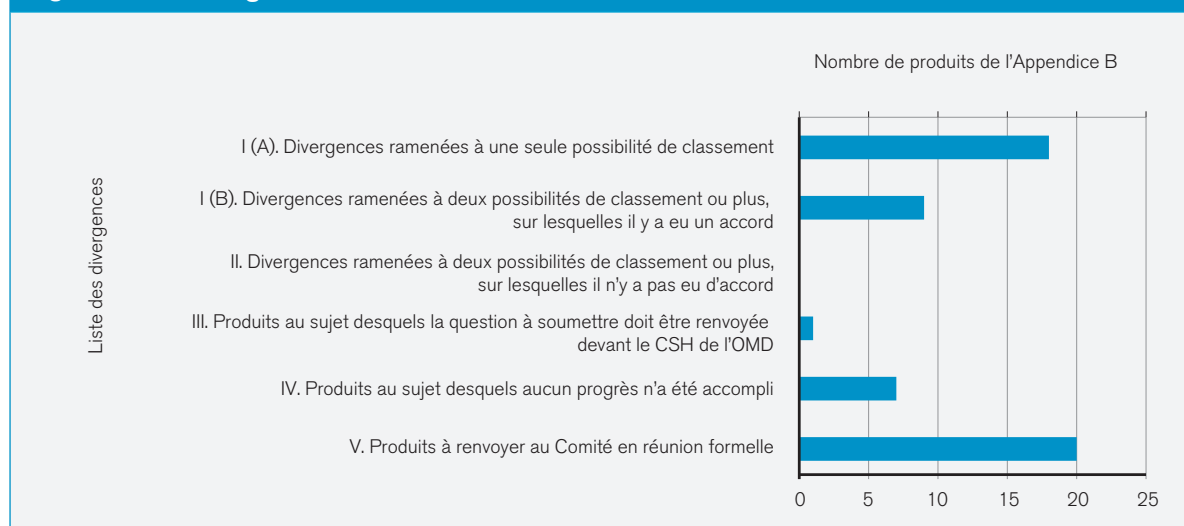 Nombre de produits de l'Appendice B
Liste des divergences
I (A). Divergences ramenées à une seule possibilité de classement
I (B). Divergences ramenées à deux possibilités de classement ou plus,
sur lesquelles il y a eu un accord
II. Divergences ramenées à deux possibilités de classement ou plus,
sur lesquelles il n'y a pas eu d'accord
III. Produits au sujet desquels la question à soumettre doit être renvoyée
devant le CSH de l'OMD
IV. Produits au sujet desquels aucun progrès n'a été accompli
V. Produits à renvoyer au Comité en réunion formelle
0 5 10 15 20 25